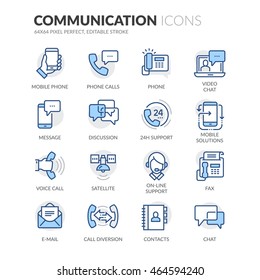 COMMUNICATION ICONS
64X64 PIXEL PERFECT, EDITABLE STROKE
MOBILE PHONE
PHONE CALLS
PHONE
VIDEO
CHAT
MESSAGE
DISCUSSION
24
24H SUPPORT
MOBILE
SOLUTIONS
VOICE CALL
SATELLITE
ON-LINE
SUPPORT
FAX
E-MAIL
CALL DIVERSION
CONTACTS
CHAT
464594240